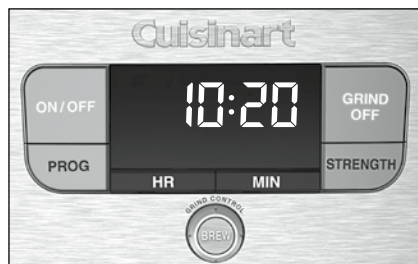 Cuisinart
10:20
ON/OFF
GRIND
OFF
PROG
STRENGTH
HR
MIN
GRIND CONTROL
BREW